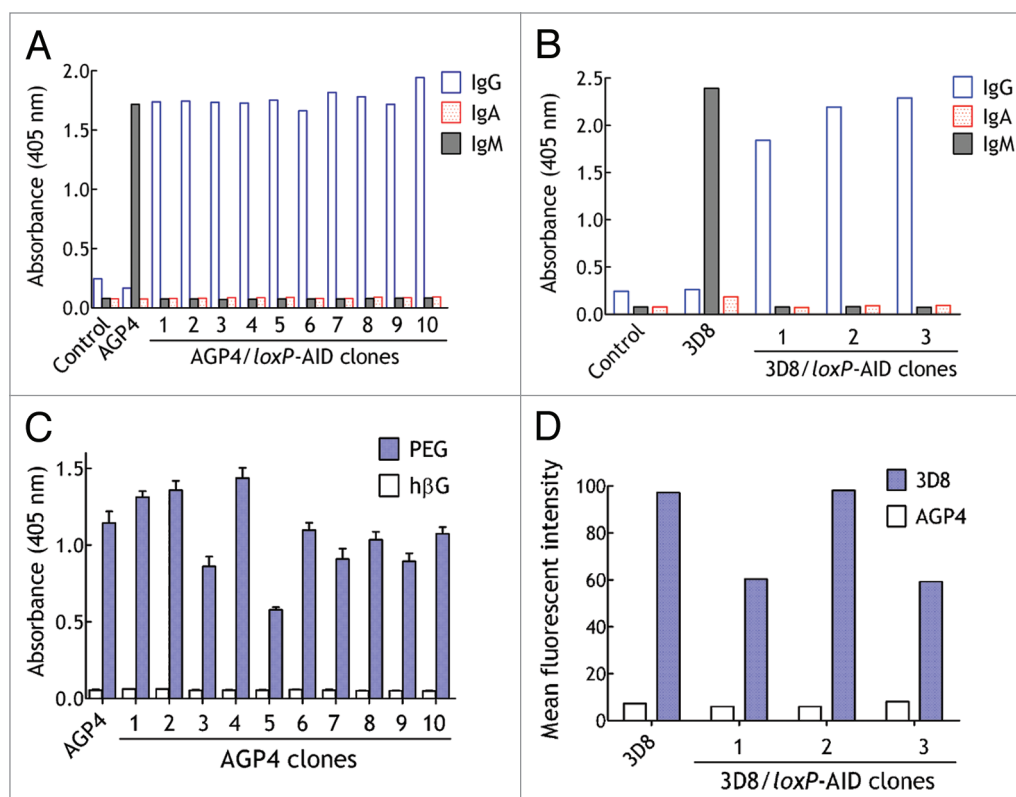 A
Absorbance (405 nm)
2.0
1.5
1.0
0.5
0.0
IgG
IgA
IgM
Control
AGP4
1 2 3 4 5 6 7 8 9 10
AGP4/loxP-AID clones
B
Absorbance (405 nm)
2.5
2.0
1.5
1.0
0.5
0.0
IgG
IgA
IgM
Control
3D8
1 2 3
3D8/loxP-AID clones
C
Absorbance (405 nm)
1.5
1.0
0.5
0.0
PEG
hβG
AGP4
1 2 3 4 5 6 7 8 9 10
AGP4 clones
D
Mean fluorescent intensity
100
80
60
40
20
0
3D8
AGP4
3D8
1 2 3
3D8/loxP-AID clones